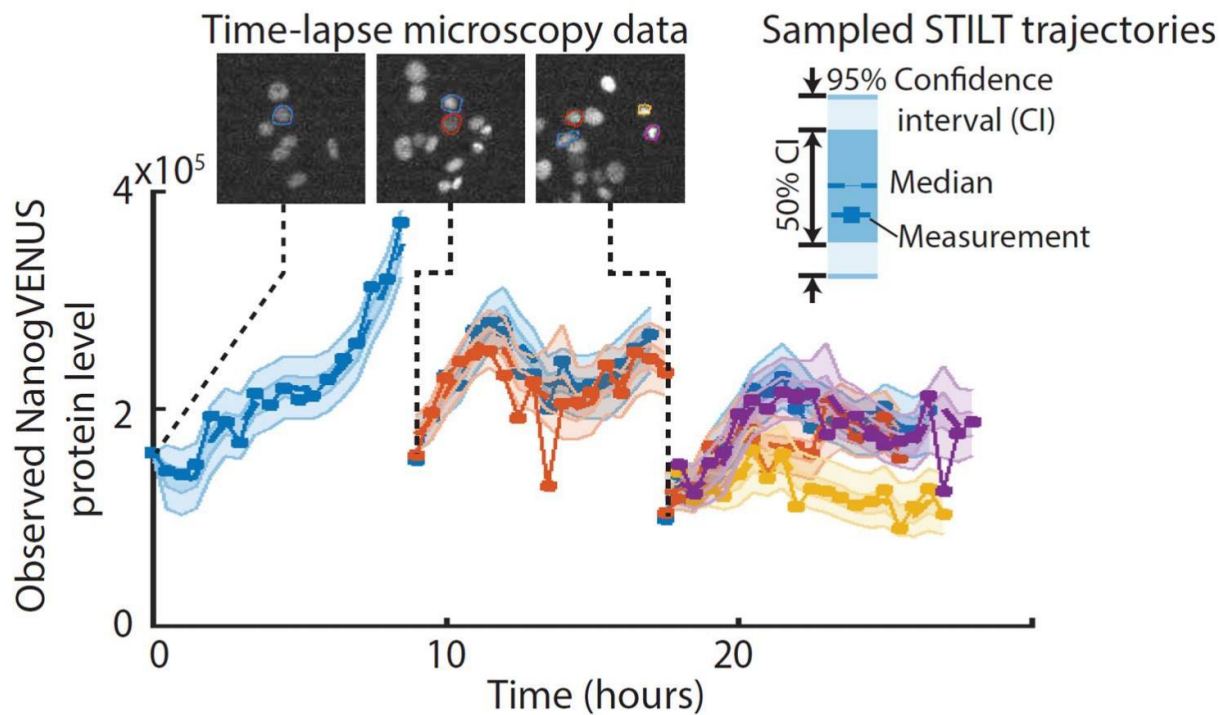 Time-lapse microscopy data
Sampled STILT trajectories
95% Confidence
interval (CI)
50% CI
Median
Measurement
x10⁵
4
2
0
Observed NanogVENUS
protein level
0
10
20
Time (hours)